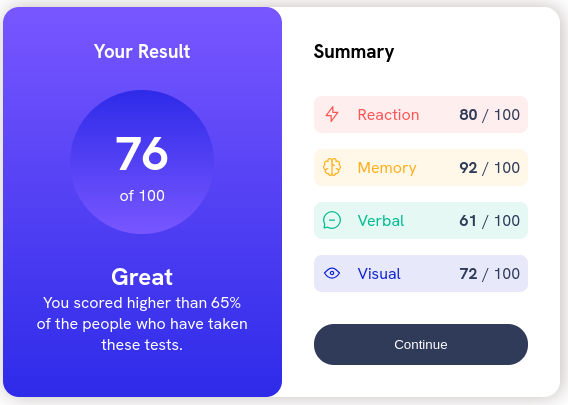 Your Result
76
of 100
Great
You scored higher than 65%
of the people who have taken
these tests.
Summary
Reaction 80 / 100
Memory 92 / 100
Verbal 61 / 100
Visual 72 / 100
Continue